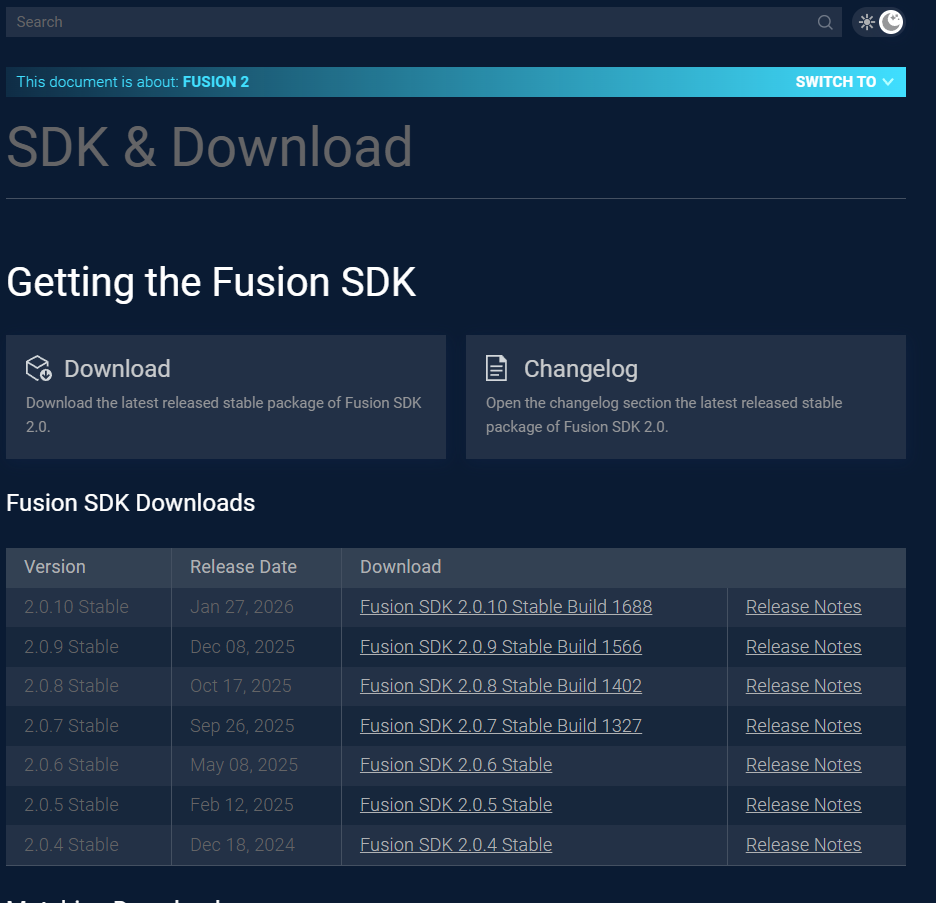 Search
This document is about: FUSION 2 SWITCH TO
SDK & Download
Getting the Fusion SDK
Download
Download the latest released stable package of Fusion SDK
2.0.
Changelog
Open the changelog section the latest released stable
package of Fusion SDK 2.0.
Fusion SDK Downloads
Version Release Date Download
2.0.10 Stable Jan 27, 2026 Fusion SDK 2.0.10 Stable Build 1688 Release Notes
2.0.9 Stable Dec 08, 2025 Fusion SDK 2.0.9 Stable Build 1566 Release Notes
2.0.8 Stable Oct 17, 2025 Fusion SDK 2.0.8 Stable Build 1402 Release Notes
2.0.7 Stable Sep 26, 2025 Fusion SDK 2.0.7 Stable Build 1327 Release Notes
2.0.6 Stable May 08, 2025 Fusion SDK 2.0.6 Stable Release Notes
2.0.5 Stable Feb 12, 2025 Fusion SDK 2.0.5 Stable Release Notes
2.0.4 Stable Dec 18, 2024 Fusion SDK 2.0.4 Stable Release Notes